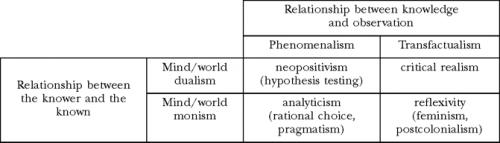 Relationship between knowledge
and observation
Phenomenalism
Transfactualism
Relationship between
the knower and the
known
Mind/world
dualism
neopositivism
(hypothesis testing)
critical realism
Mind/world
monism
analyticism
(rational choice,
pragmatism)
reflexivity
(feminism,
postcolonialism)